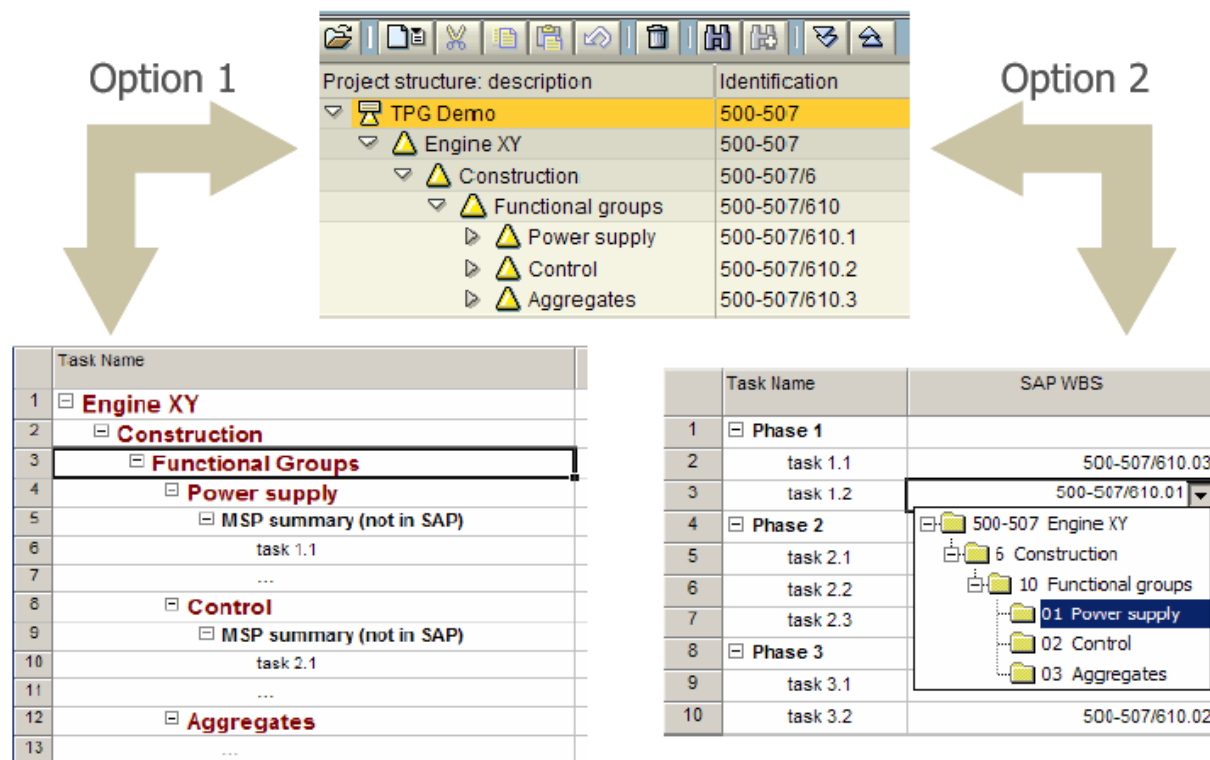 Option 1
Option 2
Project structure: description Identification
TPG Demo 500-507
Engine XY 500-507
Construction 500-507/6
Functional groups 500-507/610
Power supply 500-507/610.1
Control 500-507/610.2
Aggregates 500-507/610.3
Task Name
1 Engine XY
2 Construction
3 Functional Groups
4 Power supply
5 MSP summary (not in SAP)
6 task 1.1
7 ...
8 Control
9 MSP summary (not in SAP)
10 task 2.1
11 ...
12 Aggregates
13 ...
Task Name SAP WBS
1 Phase 1
2 task 1.1 500-507/610.03
3 task 1.2 500-507/610.01
4 Phase 2
5 task 2.1
6 task 2.2
7 task 2.3
8 Phase 3
9 task 3.1
10 task 3.2 500-507/610.02
500-507 Engine XY
6 Construction
10 Functional groups
01 Power supply
02 Control
03 Aggregates